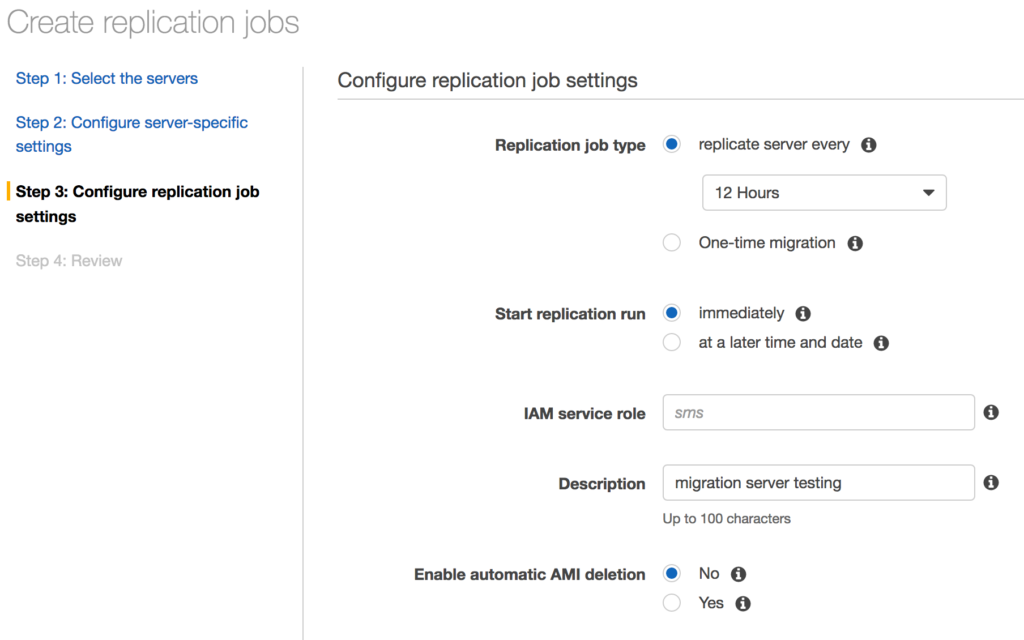 Create replication jobs
Step 1: Select the servers
Step 2: Configure server-specific
settings
Step 3: Configure replication job
settings
Step 4: Review
Configure replication job settings
Replication job type
replicate server every
12 Hours
One-time migration
Start replication run
immediately
at a later time and date
IAM service role
sms
Description
migration server testing
Up to 100 characters
Enable automatic AMI deletion
No
Yes